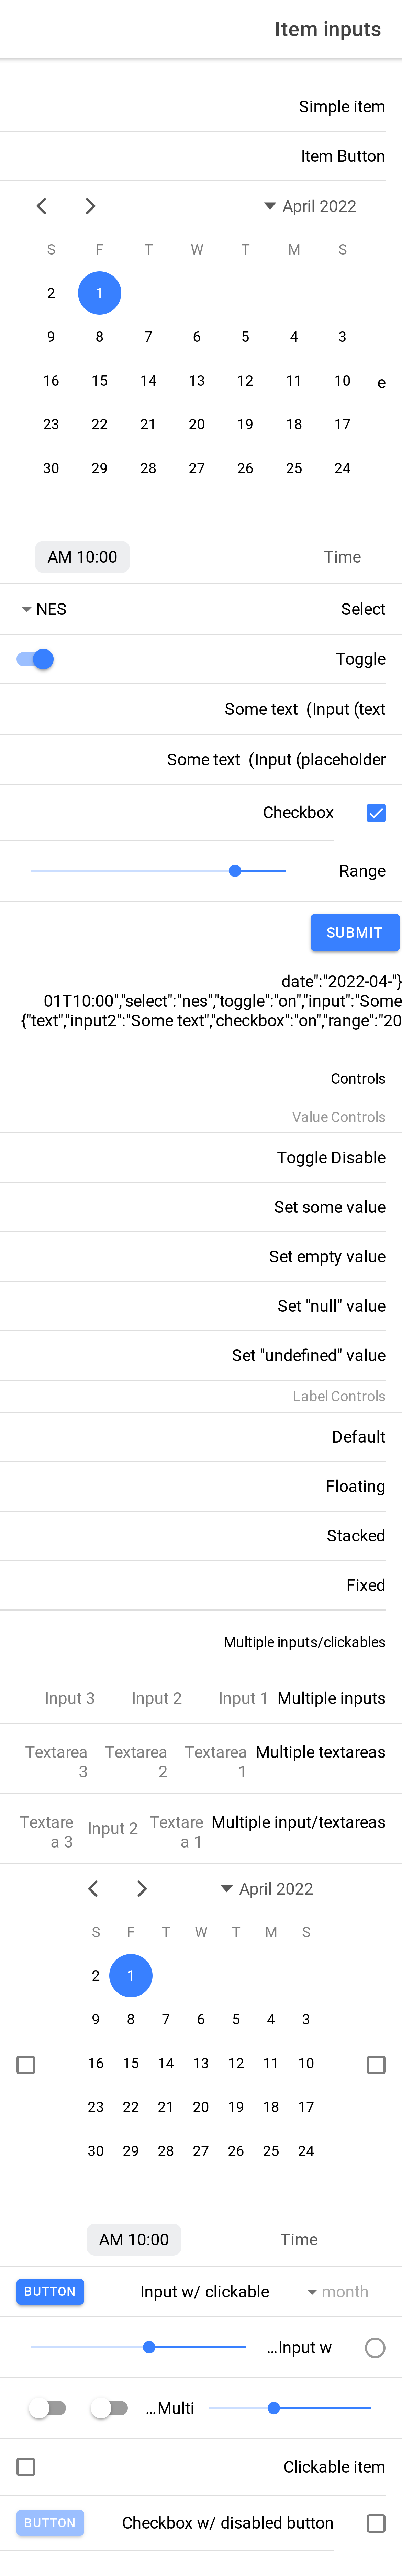 Item inputs
Simple item
Item Button
April 2022
S M T W T F S
1 2
3 4 5 6 7 8 9
e
10 11 12 13 14 15 16
17 18 19 20 21 22 23
24 25 26 27 28 29 30
Time AM 10:00
Select NES
Toggle
Some text (Input (text
Some text (Input (placeholder
Checkbox
Range
SUBMIT
date":"2022-04-"}
01T10:00","select":"nes","toggle":"on","input":"Some
{"text","input2":"Some text","checkbox":"on","range":"20
Controls
Value Controls
Toggle Disable
Set some value
Set empty value
Set "null" value
Set "undefined" value
Label Controls
Default
Floating
Stacked
Fixed
Multiple inputs/clickables
Multiple inputs Input 1 Input 2 Input 3
Multiple textareas Textarea 1 Textarea 2 Textarea 3
Multiple input/textareas Textare a 1 Input 2 Textare a 3
April 2022
S M T W T F S
1 2
3 4 5 6 7 8 9
10 11 12 13 14 15 16
17 18 19 20 21 22 23
24 25 26 27 28 29 30
Time AM 10:00
month Input w/ clickable BUTTON
...Input w
...Multi
Clickable item
Checkbox w/ disabled button BUTTON